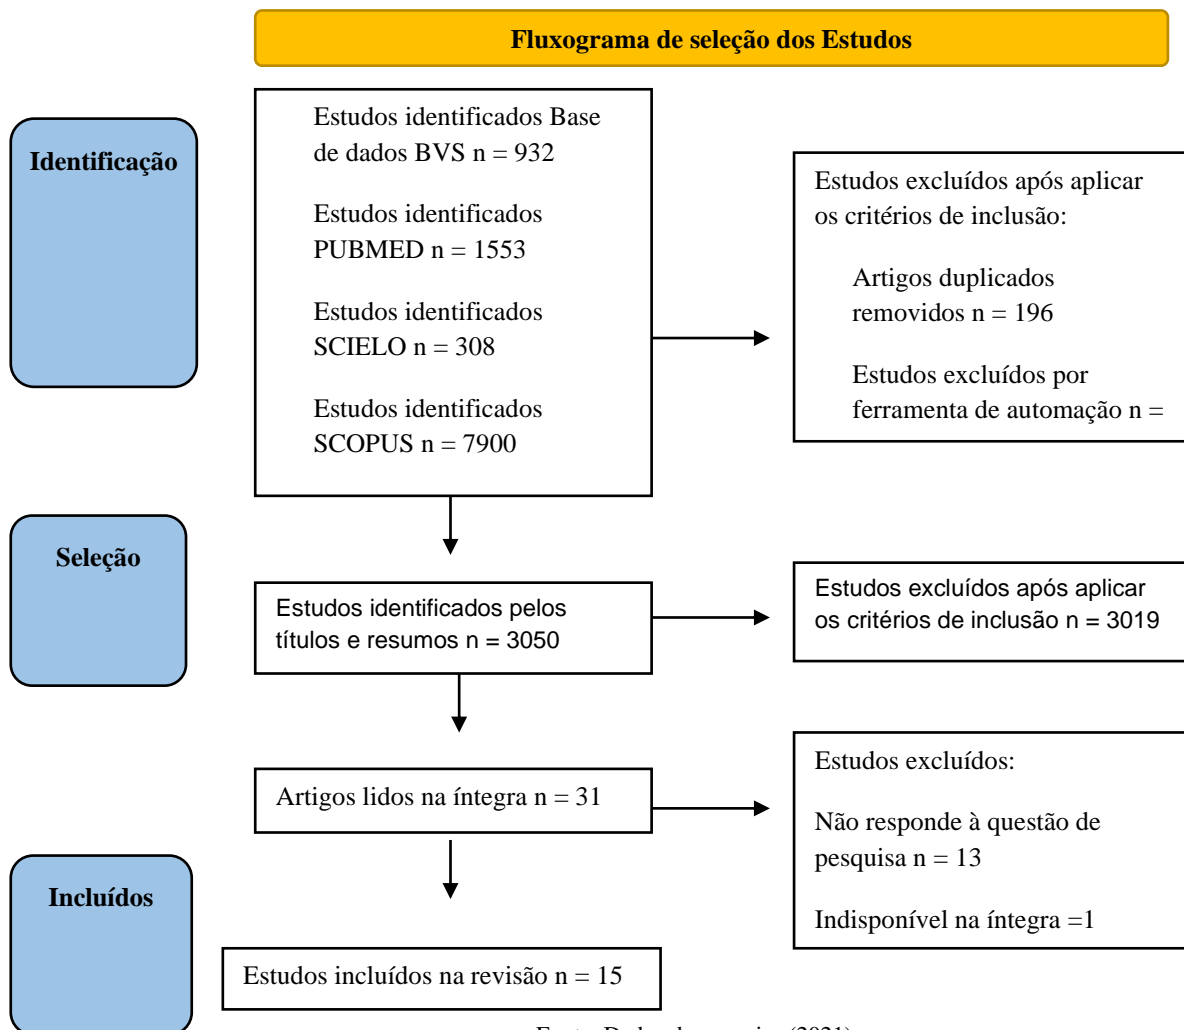 Fluxograma de seleção dos Estudos
Identificação
Estudos identificados Base
de dados BVS n = 932
Estudos identificados
PUBMED n = 1553
Estudos identificados
SCIELO n = 308
Estudos identificados
SCOPUS n = 7900
Estudos excluídos após aplicar
os critérios de inclusão:
Artigos duplicados
removidos n = 196
Estudos excluídos por
ferramenta de automação n =
Seleção
Estudos identificados pelos
títulos e resumos n = 3050
Estudos excluídos após aplicar
os critérios de inclusão n = 3019
Artigos lidos na íntegra n = 31
Estudos excluídos:
Não responde à questão de
pesquisa n = 13
Indisponível na íntegra =1
Incluídos
Estudos incluídos na revisão n = 15